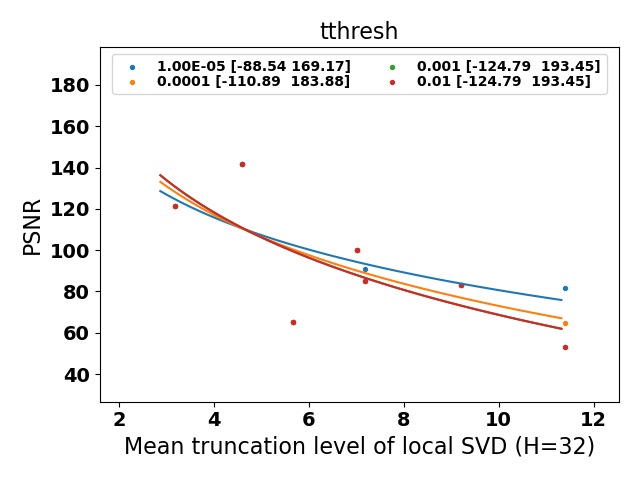 tthresh
1.00E-05 [-88.54 169.17]
0.0001 [-110.89  183.88]
0.001 [-124.79  193.45]
0.01 [-124.79  193.45]
PSNR
180
160
140
120
100
80
60
40
2 4 6 8 10 12
Mean truncation level of local SVD (H=32)